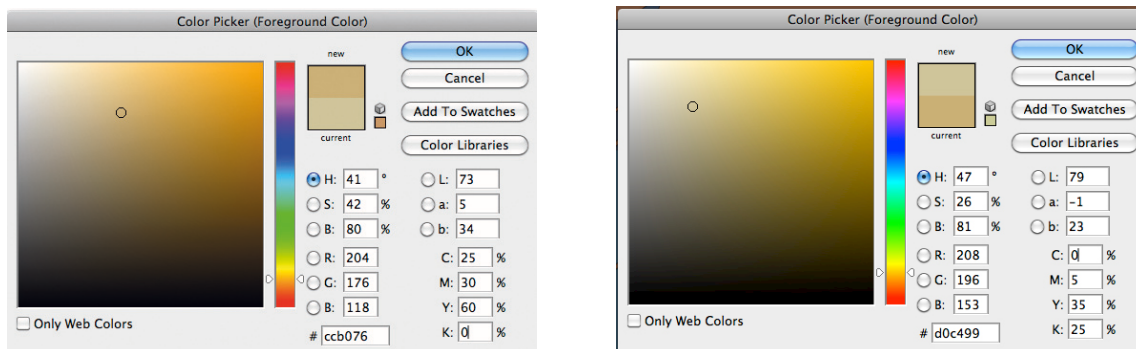 Color Picker (Foreground Color)
new
current
OK
Cancel
Add To Swatches
Color Libraries
H: 41 °
S: 42 %
B: 80 %
R: 204
G: 176
B: 118
# ccb076
L: 73
a: 5
b: 34
C: 25 %
M: 30 %
Y: 60 %
K: 0 %
Only Web Colors
Color Picker (Foreground Color)
new
current
OK
Cancel
Add To Swatches
Color Libraries
H: 47 °
S: 26 %
B: 81 %
R: 208
G: 196
B: 153
# d0c499
L: 79
a: -1
b: 23
C: 0 %
M: 5 %
Y: 35 %
K: 25 %
Only Web Colors